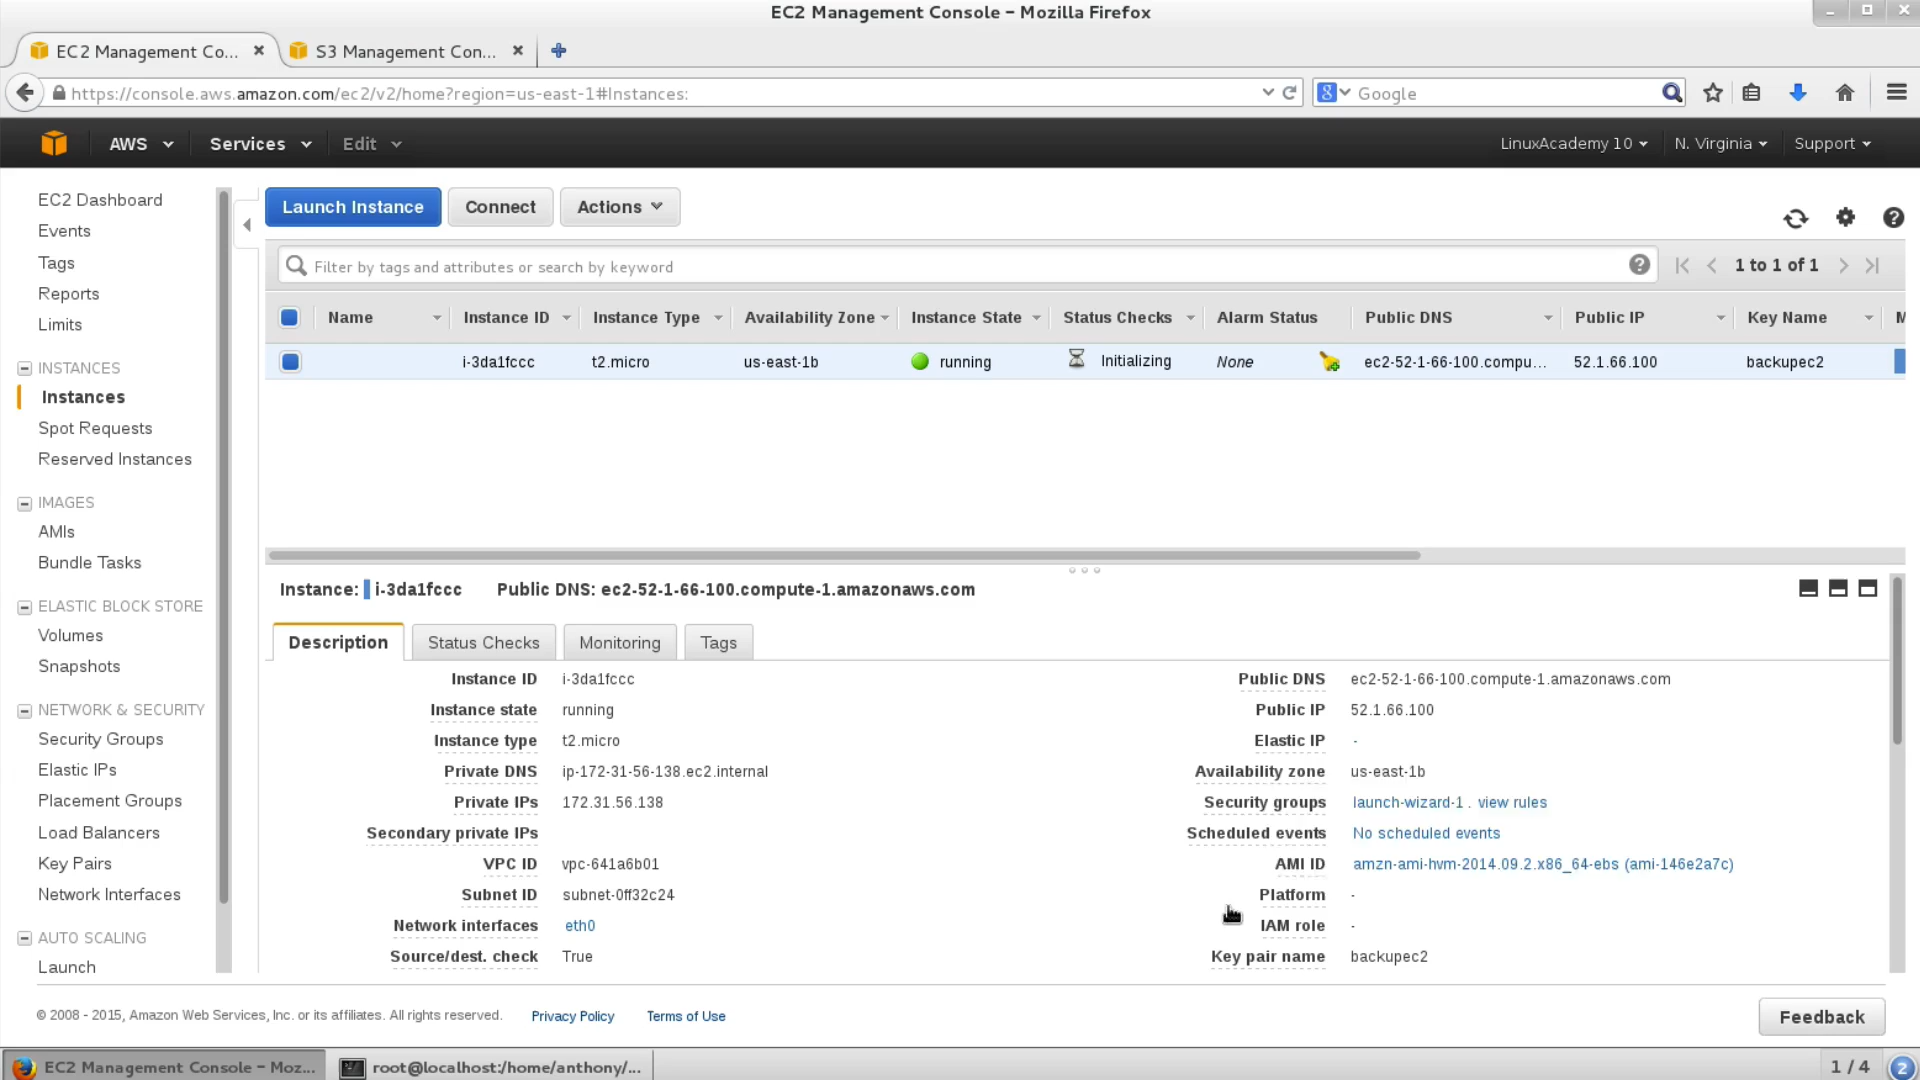 EC2 Management Console – Mozilla Firefox
EC2 Management Co...
S3 Management Con...
https://console.aws.amazon.com/ec2/v2/home?region=us-east-1#Instances:
8 Google
AWS Services Edit LinuxAcademy 10 N. Virginia Support
EC2 Dashboard
Events
Tags
Reports
Limits
INSTANCES
Instances
Spot Requests
Reserved Instances
IMAGES
AMIs
Bundle Tasks
ELASTIC BLOCK STORE
Volumes
Snapshots
NETWORK & SECURITY
Security Groups
Elastic IPs
Placement Groups
Load Balancers
Key Pairs
Network Interfaces
AUTO SCALING
Launch
Launch Instance Connect Actions
Filter by tags and attributes or search by keyword
1 to 1 of 1
Name Instance ID Instance Type Availability Zone Instance State Status Checks Alarm Status Public DNS Public IP Key Name
i-3da1fccc t2.micro us-east-1b running Initializing None ec2-52-1-66-100.compu... 52.1.66.100 backupec2
Instance: i-3da1fccc Public DNS: ec2-52-1-66-100.compute-1.amazonaws.com
Description Status Checks Monitoring Tags
Instance ID i-3da1fccc
Instance state running
Instance type t2.micro
Private DNS ip-172-31-56-138.ec2.internal
Private IPs 172.31.56.138
Secondary private IPs
VPC ID vpc-641a6b01
Subnet ID subnet-0ff32c24
Network interfaces eth0
Source/dest. check True
Public DNS ec2-52-1-66-100.compute-1.amazonaws.com
Public IP 52.1.66.100
Elastic IP -
Availability zone us-east-1b
Security groups launch-wizard-1 . view rules
Scheduled events No scheduled events
AMI ID amzn-ami-hvm-2014.09.2.x86_64-ebs (ami-146e2a7c)
Platform -
IAM role -
Key pair name backupec2
© 2008 - 2015, Amazon Web Services, Inc. or its affiliates. All rights reserved. Privacy Policy Terms of Use
Feedback
EC2 Management Console – Moz...
root@localhost:/home/anthony/...
1 / 4
2